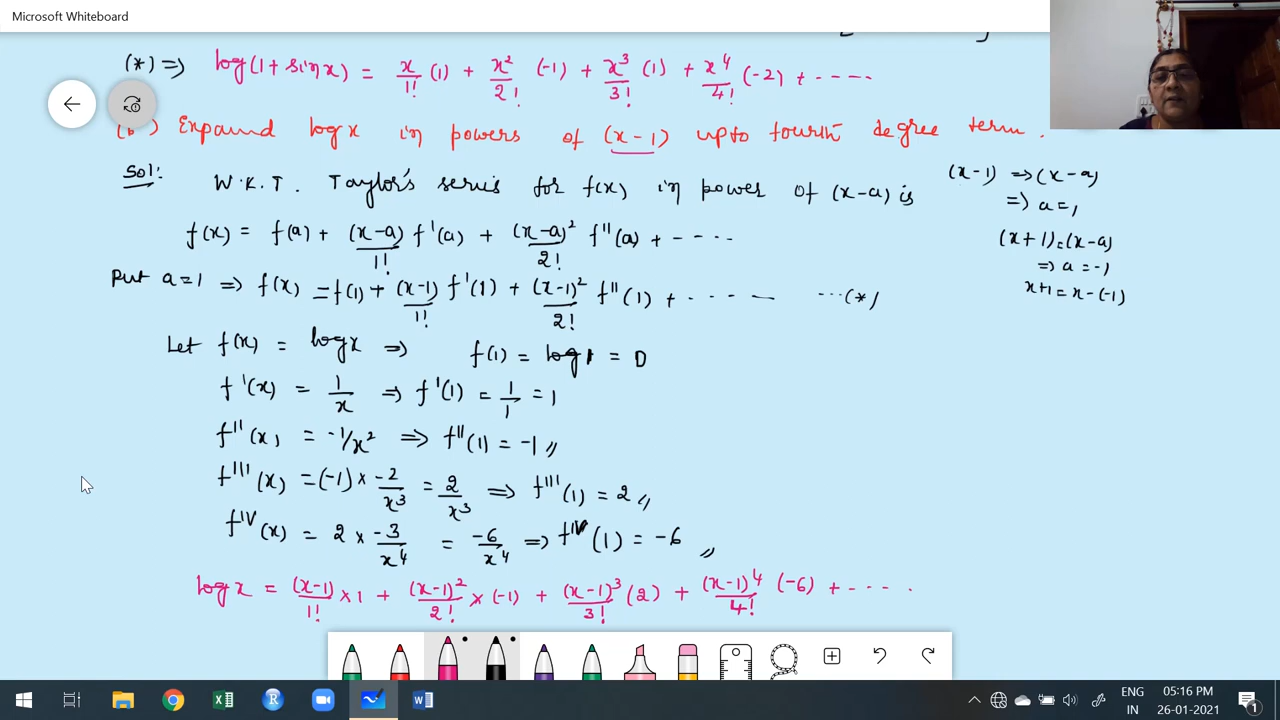 Microsoft Whiteboard
(*) => log(1+sinx) = x/1! (1) + x²/2! (-1) + x³/3! (1) + x⁴/4! (-2) + -----
Expand logx in powers of (x-1) upto fourth degree term.
Sol:
W.K.T. Taylor's series for f(x) in power of (x-a) is
f(x) = f(a) + (x-a)/1! f'(a) + (x-a)²/2! f''(a) + -----
Put a=1 => f(x) = f(1) + (x-1)/1! f'(1) + (x-1)²/2! f''(1) + ----- ---(*)
(x-1) => (x-a)
=> a=1
(x+1) = (x-a)
=> a = -1
x+1 = x-(-1)
Let f(x) = logx => f(1) = log1 = 0
f'(x) = 1/x => f'(1) = 1/1 = 1
f''(x) = -1/x² => f''(1) = -1 //
f'''(x) = (-1) × -2/x³ = 2/x³ => f'''(1) = 2 //
f^IV(x) = 2 × -3/x⁴ = -6/x⁴ => f^IV(1) = -6 //
logx = (x-1)/1! × 1 + (x-1)²/2! × (-1) + (x-1)³/3! (2) + (x-1)⁴/4! (-6) + -----
ENG
IN
05:16 PM
26-01-2021
1